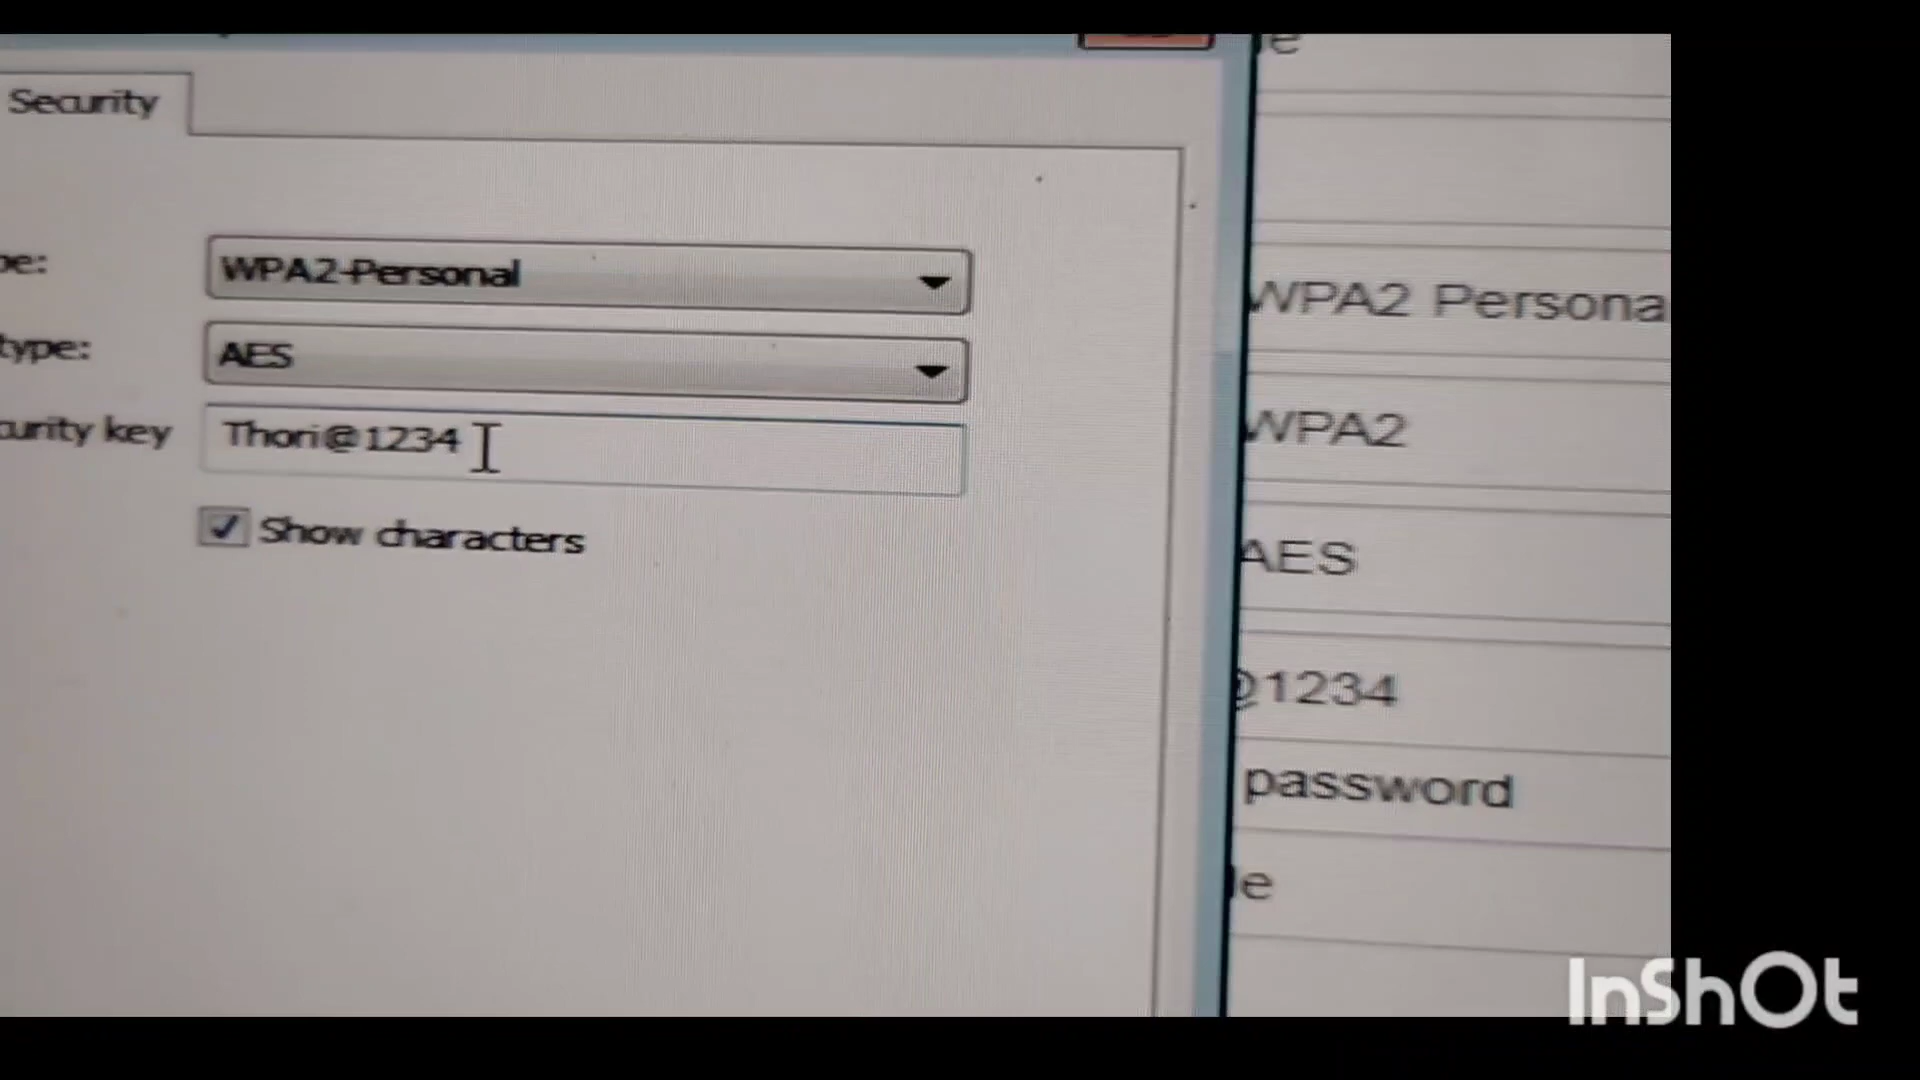 Security
pe:
WPA2-Personal
type:
AES
curity key
Thori@1234
Show characters
WPA2 Persona
WPA2
AES
@1234
password
le
InShOt